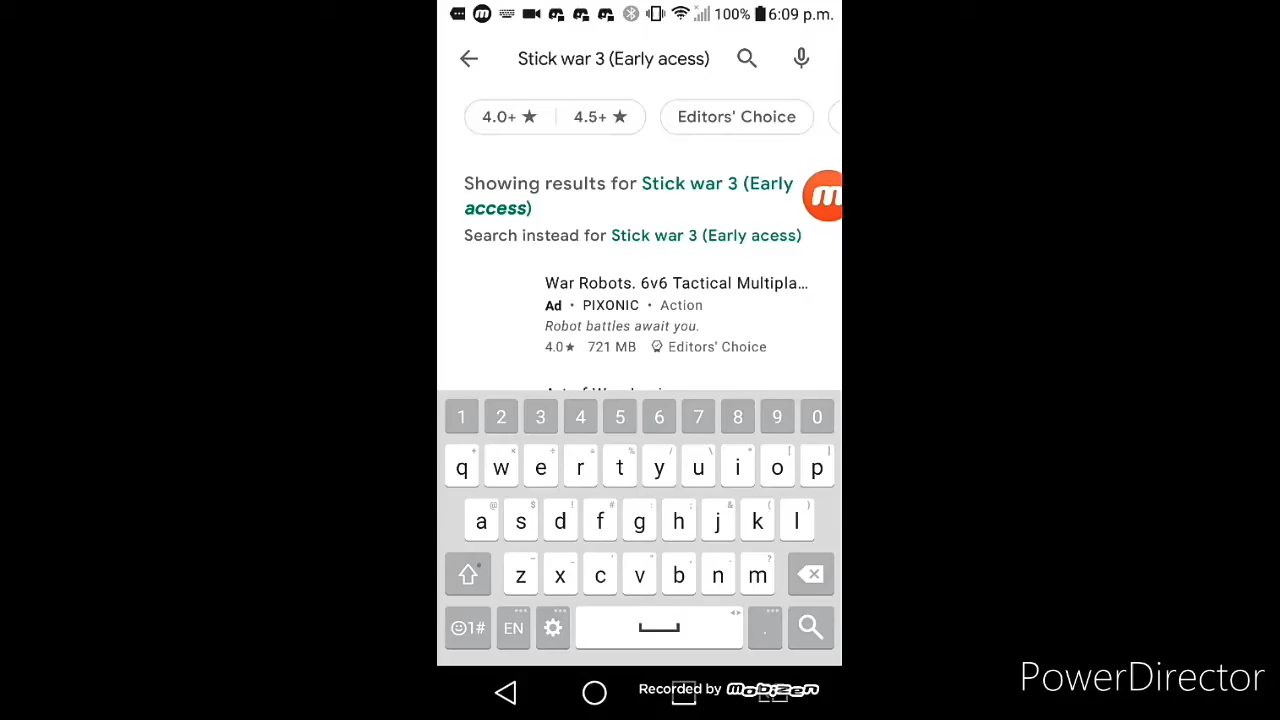 100% 6:09 p.m.
Stick war 3 (Early acess)
4.0+ ★ 4.5+ ★ Editors' Choice
Showing results for Stick war 3 (Early
access)
Search instead for Stick war 3 (Early acess)
War Robots. 6v6 Tactical Multipla...
Ad • PIXONIC • Action
Robot battles await you.
4.0★ 721 MB Editors' Choice
1 2 3 4 5 6 7 8 9 0
q w e r t y u i o p
a s d f g h j k l
z x c v b n m
☺1# EN .
Recorded by Mobizen
PowerDirector